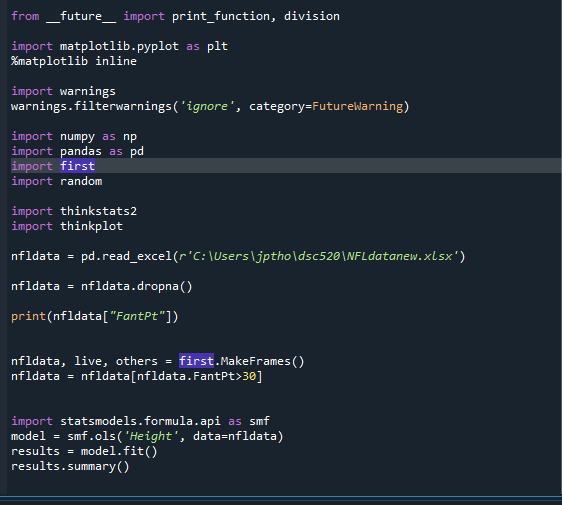 from __future__ import print_function, division
import matplotlib.pyplot as plt
%matplotlib inline
import warnings
warnings.filterwarnings('ignore', category=FutureWarning)
import numpy as np
import pandas as pd
import first
import random
import thinkstats2
import thinkplot
nfldata = pd.read_excel(r'C:\Users\jptho\dsc520\NFLdatanew.xlsx')
nfldata = nfldata.dropna()
print(nfldata["FantPt"])
nfldata, live, others = first.MakeFrames()
nfldata = nfldata[nfldata.FantPt>30]
import statsmodels.formula.api as smf
model = smf.ols('Height', data=nfldata)
results = model.fit()
results.summary()